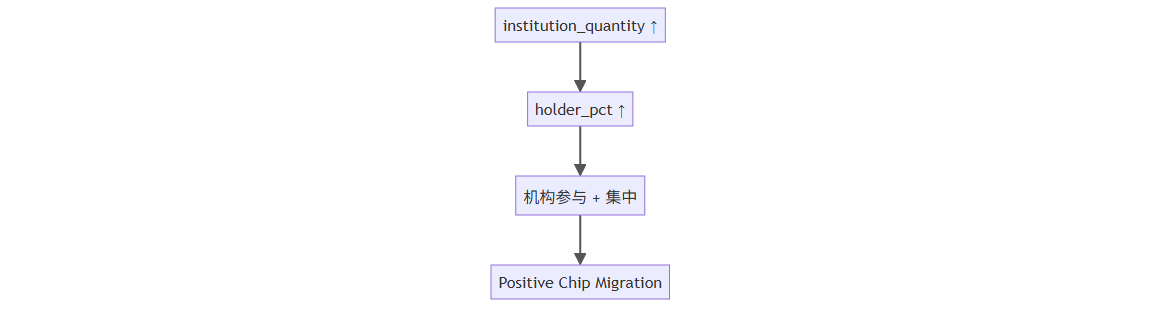 institution_quantity ↑
holder_pct ↑
机构参与 + 集中
Positive Chip Migration